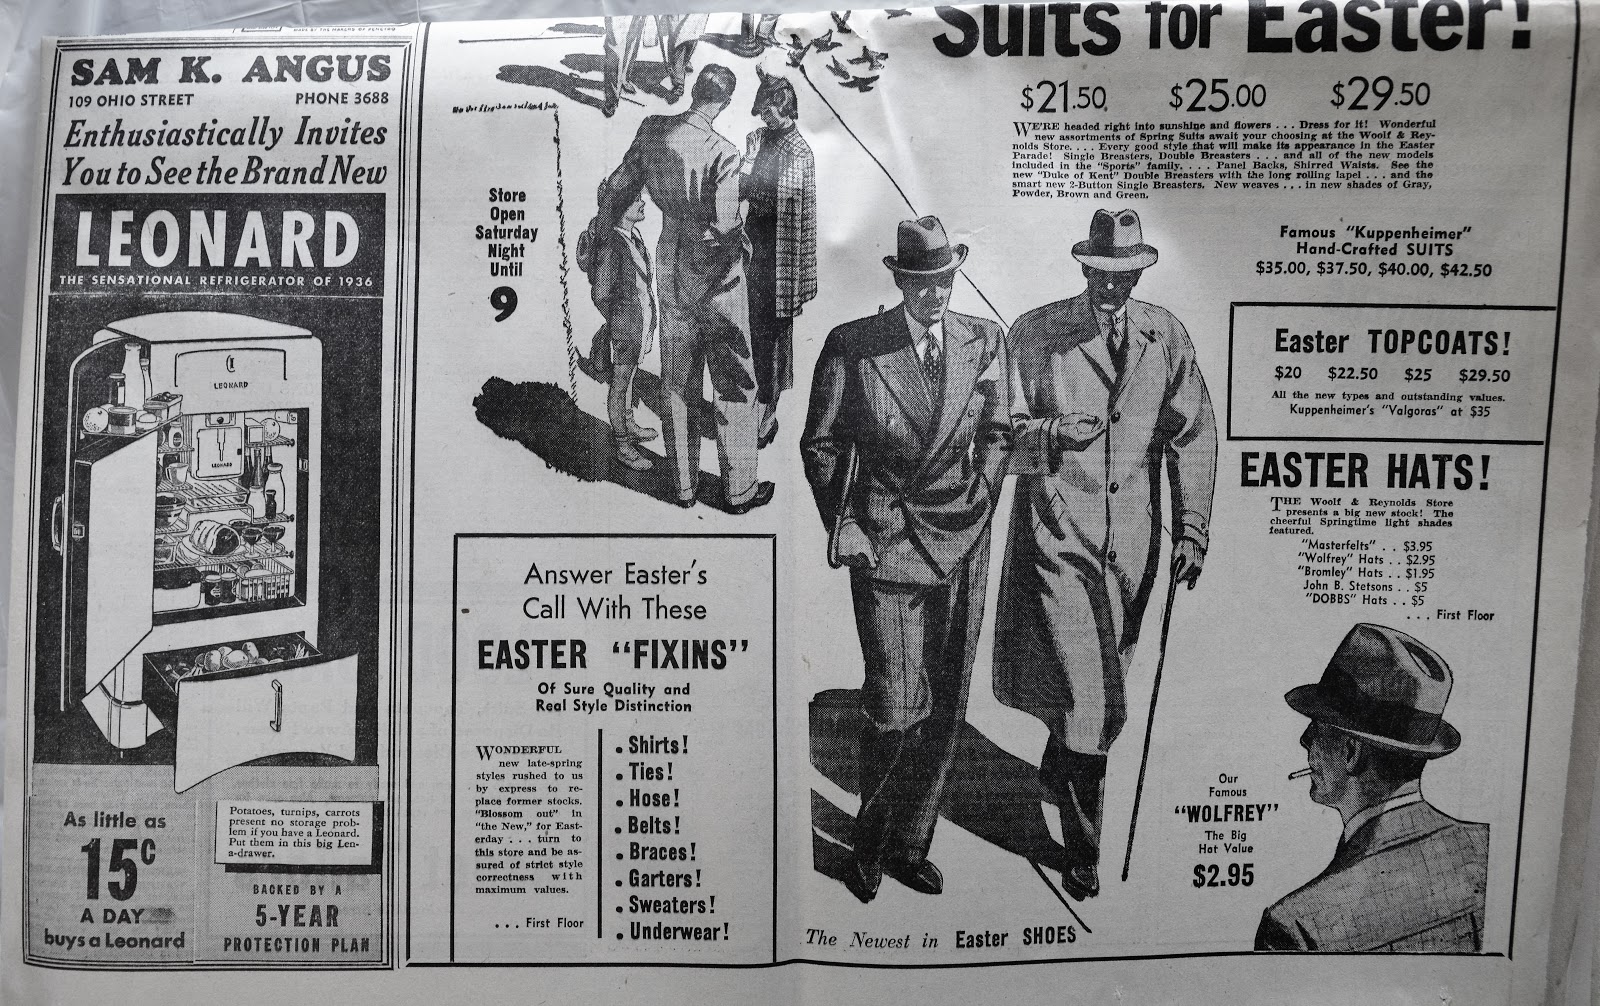 SAM K. ANGUS
109 OHIO STREET PHONE 3688
Enthusiastically Invites
You to See the Brand New
LEONARD
THE SENSATIONAL REFRIGERATOR OF 1936
LEONARD
LEONARD
As little as
15¢
A DAY
buys a Leonard
Potatoes, turnips, carrots
present no storage prob-
lem if you have a Leonard.
Put them in this big Len-
a-drawer.
BACKED BY A
5-YEAR
PROTECTION PLAN
Suits for Easter!
$21.50 $25.00 $29.50
WE'RE headed right into sunshine and flowers . . . Dress for it! Wonderful
new assortments of Spring Suits await your choosing at the Woolf & Rey-
nolds Store. . . . Every good style that will make its appearance in the Easter
Parade! Single Breasters, Double Breasters . . . and all of the new models
included in the "Sports" family. . . . Panel Backs, Shirred Waists. See the
new "Duke of Kent" Double Breasters with the long rolling lapel . . . and the
smart new 2-Button Single Breasters. New weaves . . . in new shades of Gray,
Powder, Brown and Green.
Store
Open
Saturday
Night
Until
9
Famous "Kuppenheimer"
Hand-Crafted SUITS
$35.00, $37.50, $40.00, $42.50
Easter TOPCOATS!
$20 $22.50 $25 $29.50
All the new types and outstanding values.
Kuppenheimer's "Valgoras" at $35
EASTER HATS!
THE Woolf & Reynolds Store
presents a big new stock! The
cheerful Springtime light shades
featured.
"Masterfelts" . . $3.95
"Wolfrey" Hats . . $2.95
"Bromley" Hats . . $1.95
John B. Stetsons . . $5
"DOBBS" Hats . . $5
. . . First Floor
Answer Easter's
Call With These
EASTER "FIXINS"
Of Sure Quality and
Real Style Distinction
WONDERFUL
new late-spring
styles rushed to us
by express to re-
place former stocks.
"Blossom out" in
"the New," for East-
erday . . . turn to
this store and be as-
sured of strict style
correctness with
maximum values.
. . . First Floor
• Shirts!
• Ties!
• Hose!
• Belts!
• Braces!
• Garters!
• Sweaters!
• Underwear!
Our
Famous
"WOLFREY"
The Big
Hat Value
$2.95
The Newest in Easter SHOES